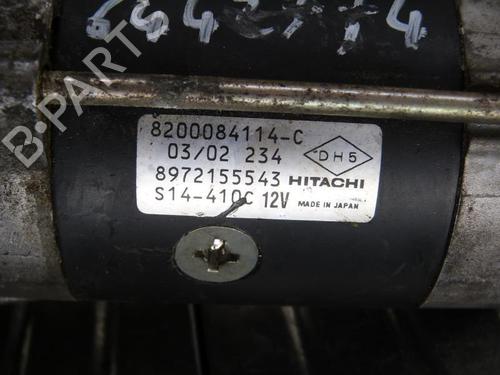 8200084114-C
03/02 234
DH5
8972155543 HITACHI
S14-410C 12V MADE IN JAPAN
B-PARTS